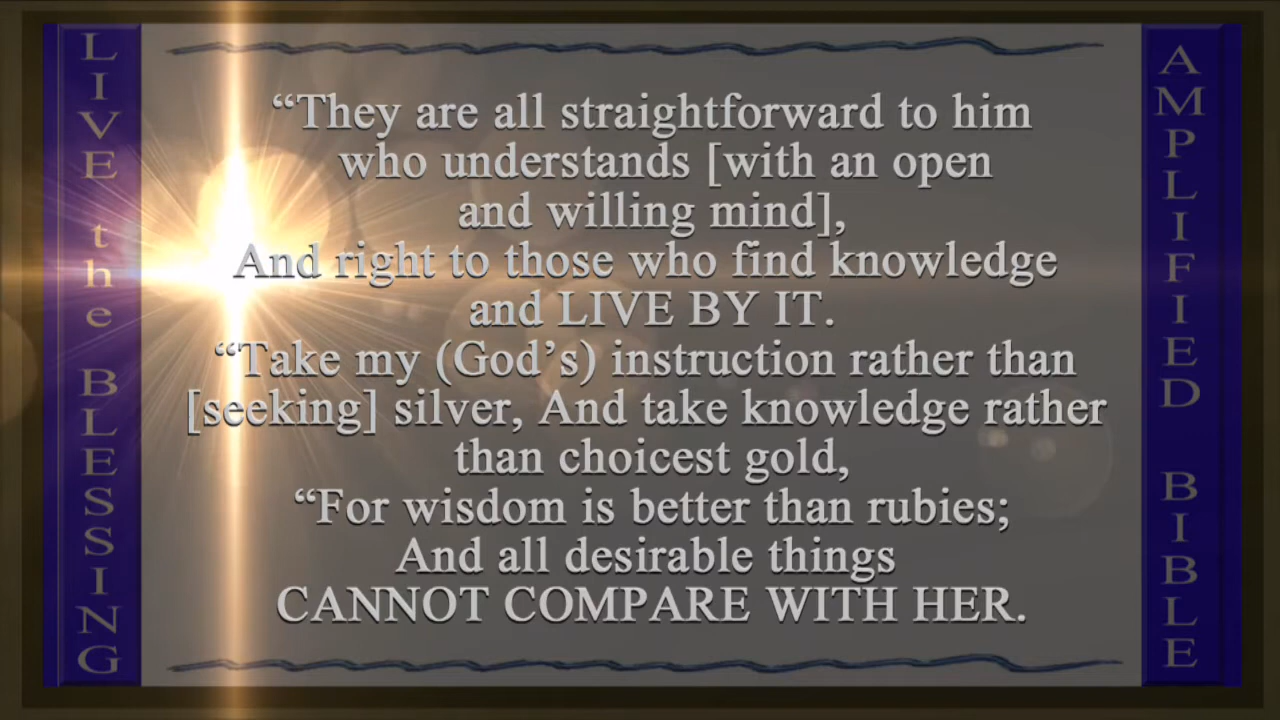 LIVE the BLESSING
“They are all straightforward to him
who understands [with an open
and willing mind],
And right to those who find knowledge
and LIVE BY IT.
“Take my (God’s) instruction rather than
[seeking] silver, And take knowledge rather
than choicest gold,
“For wisdom is better than rubies;
And all desirable things
CANNOT COMPARE WITH HER.
AMPLIFIED BIBLE